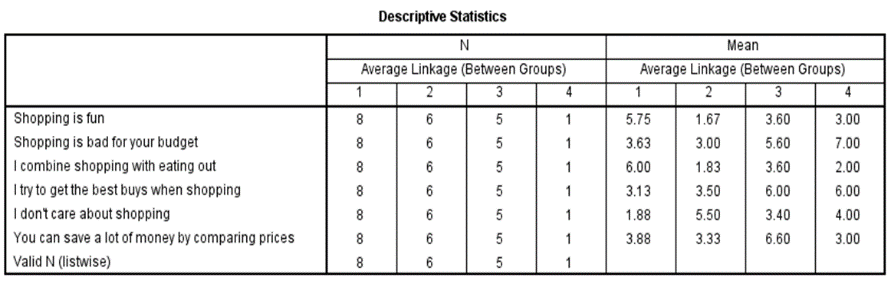 Descriptive Statistics
N Mean
Average Linkage (Between Groups) Average Linkage (Between Groups)
1 2 3 4 1 2 3 4
Shopping is fun 8 6 5 1 5.75 1.67 3.60 3.00
Shopping is bad for your budget 8 6 5 1 3.63 3.00 5.60 7.00
I combine shopping with eating out 8 6 5 1 6.00 1.83 3.60 2.00
I try to get the best buys when shopping 8 6 5 1 3.13 3.50 6.00 6.00
I don't care about shopping 8 6 5 1 1.88 5.50 3.40 4.00
You can save a lot of money by comparing prices 8 6 5 1 3.88 3.33 6.60 3.00
Valid N (listwise) 8 6 5 1